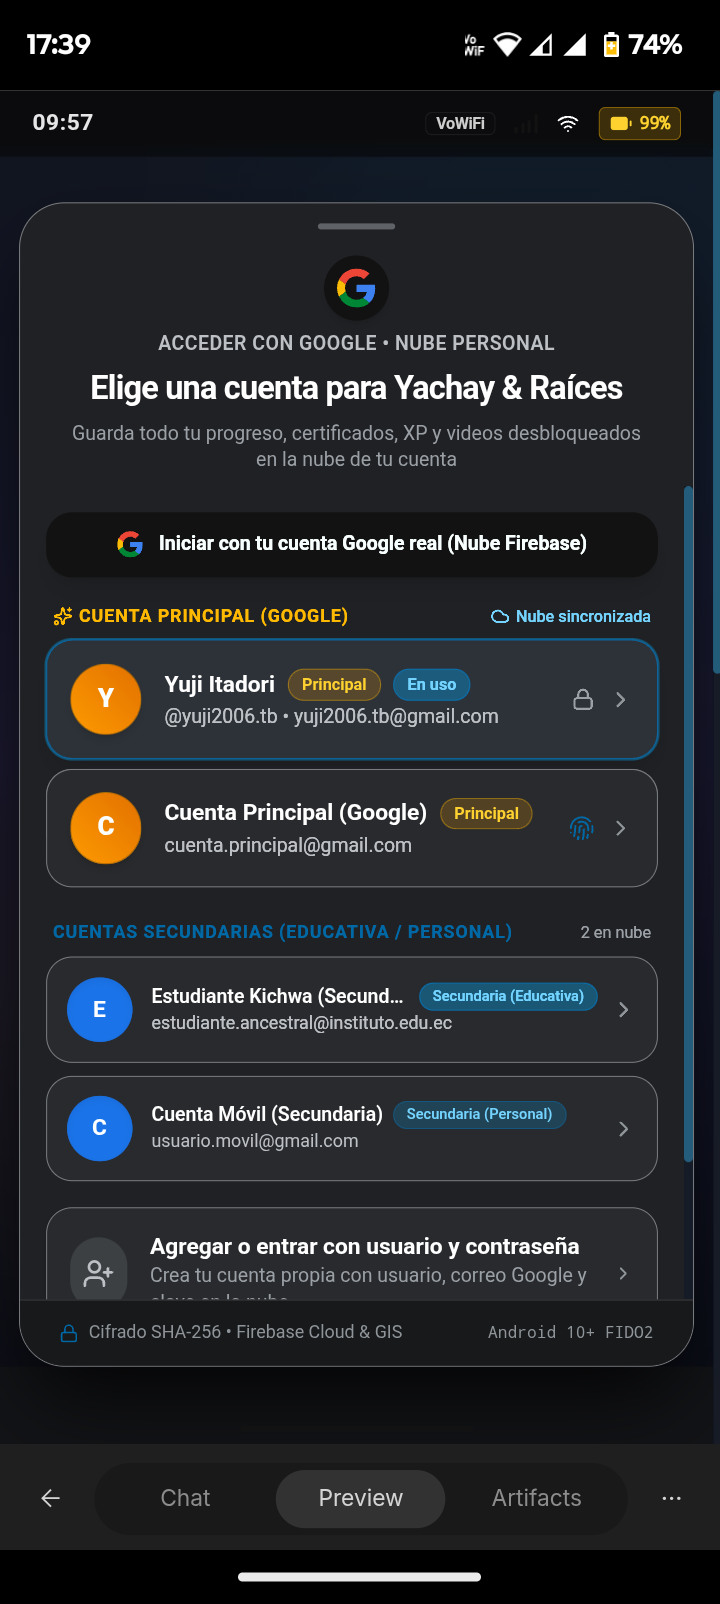 17:39
Vo
WiF
74%
09:57
VoWiFi
99%
ACCEDER CON GOOGLE • NUBE PERSONAL
Elige una cuenta para Yachay & Raíces
Guarda todo tu progreso, certificados, XP y videos desbloqueados
en la nube de tu cuenta
Iniciar con tu cuenta Google real (Nube Firebase)
CUENTA PRINCIPAL (GOOGLE)
Nube sincronizada
Y
Yuji Itadori
Principal
En uso
@yuji2006.tb • yuji2006.tb@gmail.com
C
Cuenta Principal (Google)
Principal
cuenta.principal@gmail.com
CUENTAS SECUNDARIAS (EDUCATIVA / PERSONAL)
2 en nube
E
Estudiante Kichwa (Secund...
Secundaria (Educativa)
estudiante.ancestral@instituto.edu.ec
C
Cuenta Móvil (Secundaria)
Secundaria (Personal)
usuario.movil@gmail.com
Agregar o entrar con usuario y contraseña
Crea tu cuenta propia con usuario, correo Google y
Cifrado SHA-256 • Firebase Cloud & GIS
Android 10+ FIDO2
Chat
Preview
Artifacts